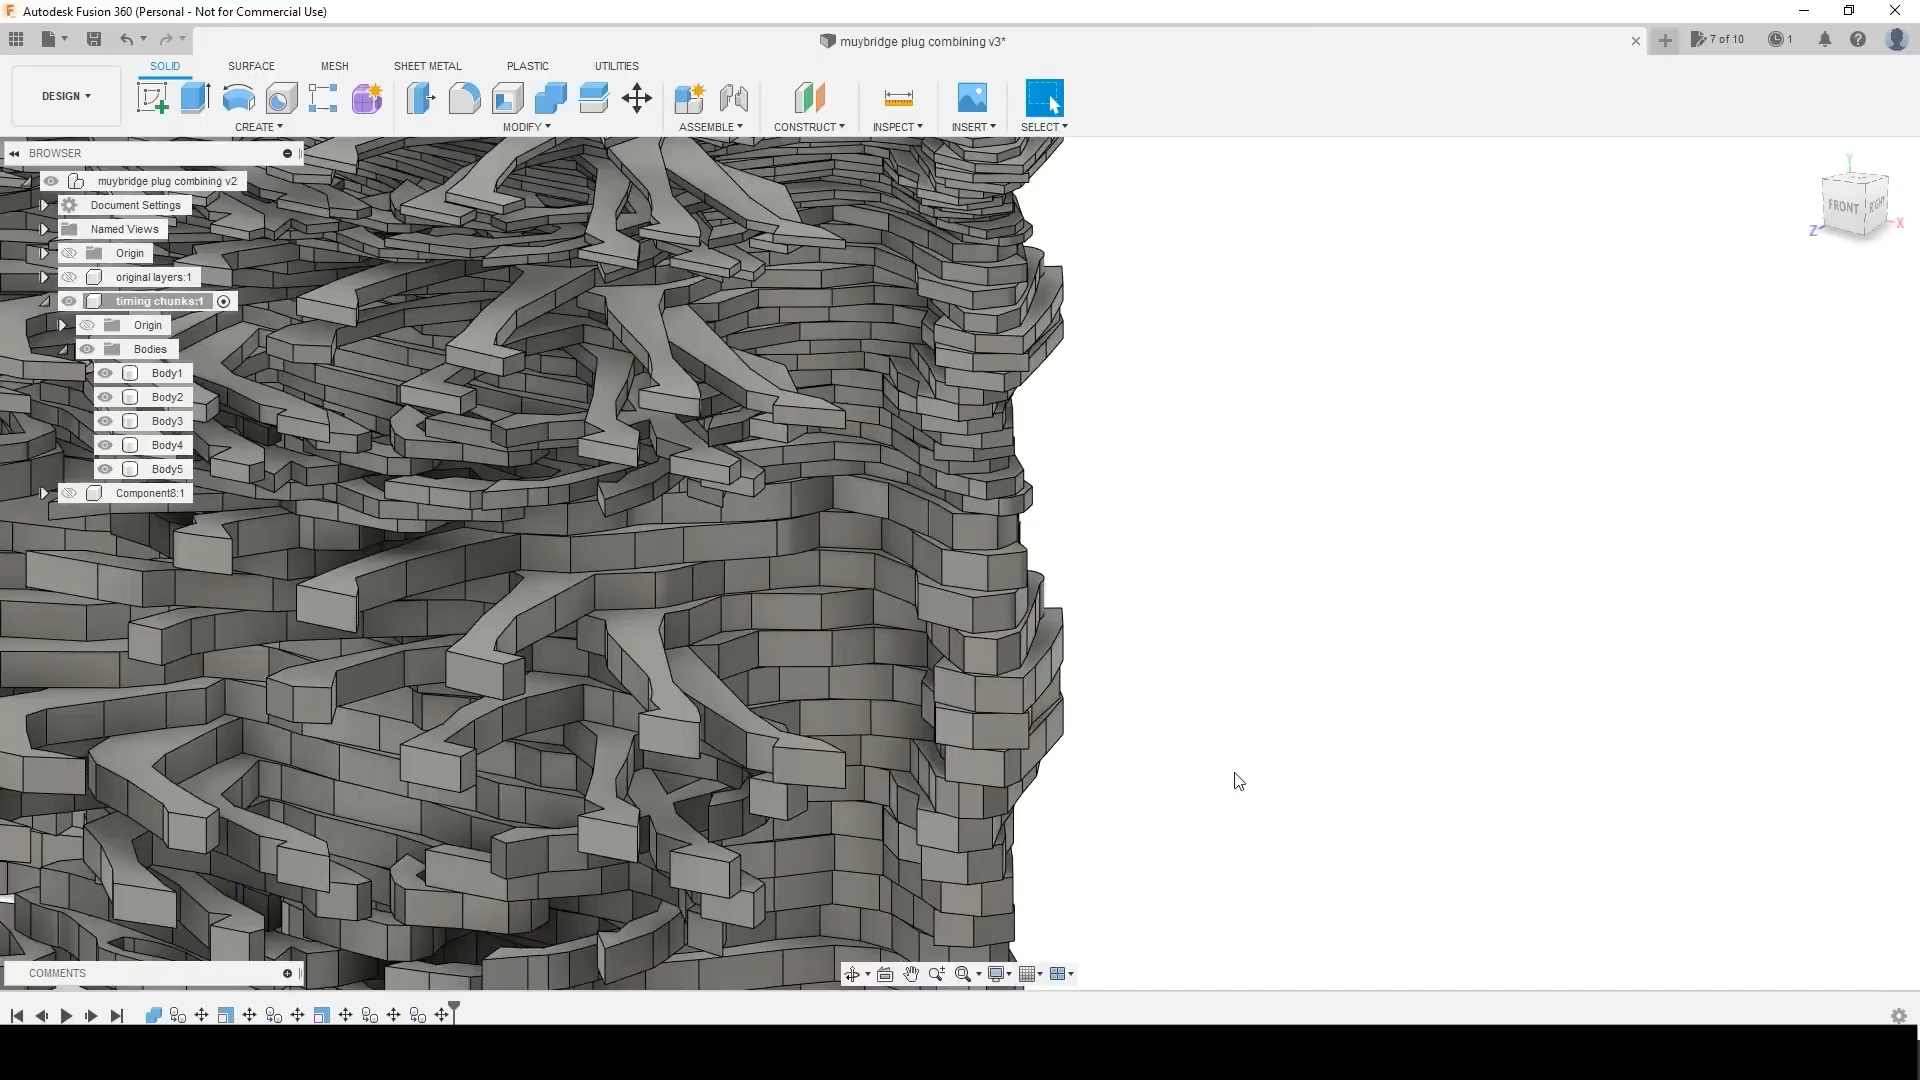 Autodesk Fusion 360 (Personal - Not for Commercial Use)
muybridge plug combining v3*
7 of 10
1
DESIGN
SOLID
SURFACE
MESH
SHEET METAL
PLASTIC
UTILITIES
CREATE
MODIFY
ASSEMBLE
CONSTRUCT
INSPECT
INSERT
SELECT
BROWSER
muybridge plug combining v2
Document Settings
Named Views
Origin
original layers:1
timing chunks:1
Origin
Bodies
Body1
Body2
Body3
Body4
Body5
Component8:1
Y
FRONT
RIGHT
Z
X
COMMENTS